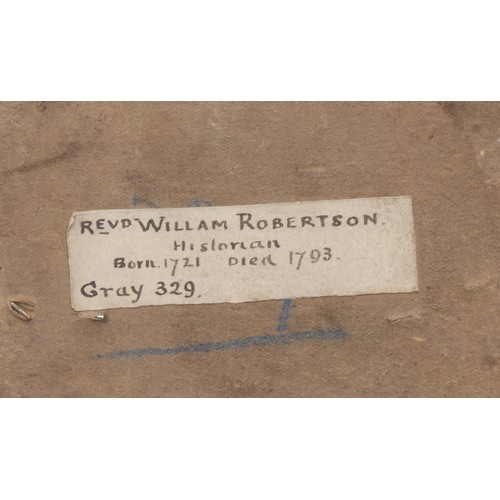 REVD WILLAM ROBERTSON.
Historian
Born. 1721 Died 1793.
Gray 329.